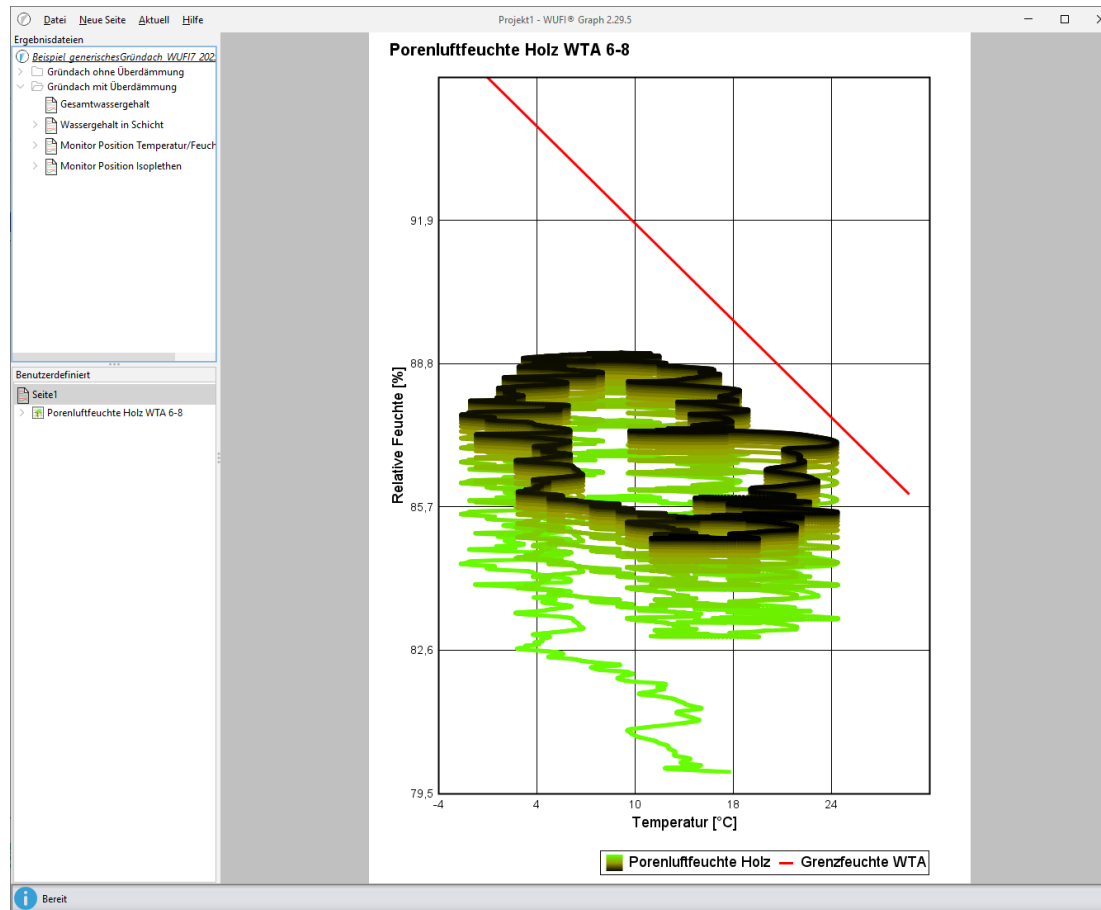 Datei Neue Seite Aktuell Hilfe
Projekt1 - WUFI® Graph 2.29.5
Ergebnisdateien
Beispiel_generischesGründach_WUFI7_202
Gründach ohne Überdämmung
Gründach mit Überdämmung
Gesamtwassergehalt
Wassergehalt in Schicht
Monitor Position Temperatur/Feuch
Monitor Position Isoplethen
Benutzerdefiniert
Seite1
Porenluftfeuchte Holz WTA 6-8
Porenluftfeuchte Holz WTA 6-8
Relative Feuchte [%]
91,9
88,8
85,7
82,6
79,5
-4 4 10 18 24
Temperatur [°C]
Porenluftfeuchte Holz Grenzfeuchte WTA
Bereit